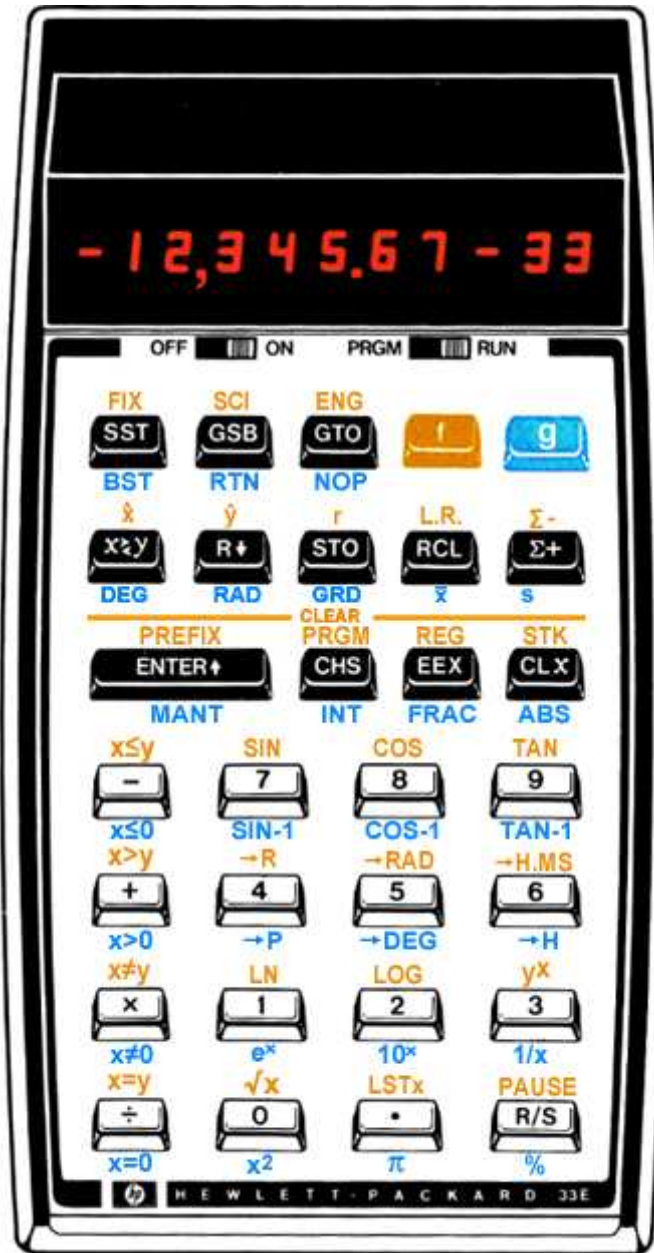 -12,345.67-33
OFF ON PRGM RUN
FIX SCI ENG
SST GSB GTO f g
BST RTN NOP
x̂ ŷ r L.R. Σ-
x≷y R↓ STO RCL Σ+
DEG RAD GRD x̄ s
CLEAR
PREFIX PRGM REG STK
ENTER↑ CHS EEX CLX
MANT INT FRAC ABS
x≤y SIN COS TAN
− 7 8 9
x≤0 SIN-1 COS-1 TAN-1
x>y →R →RAD →H.MS
+ 4 5 6
x>0 →P →DEG →H
x≠y LN LOG yˣ
× 1 2 3
x≠0 eˣ 10ˣ 1/x
x=y √x LSTx PAUSE
÷ 0 • R/S
x=0 x² π %
hp HEWLETT-PACKARD 33E